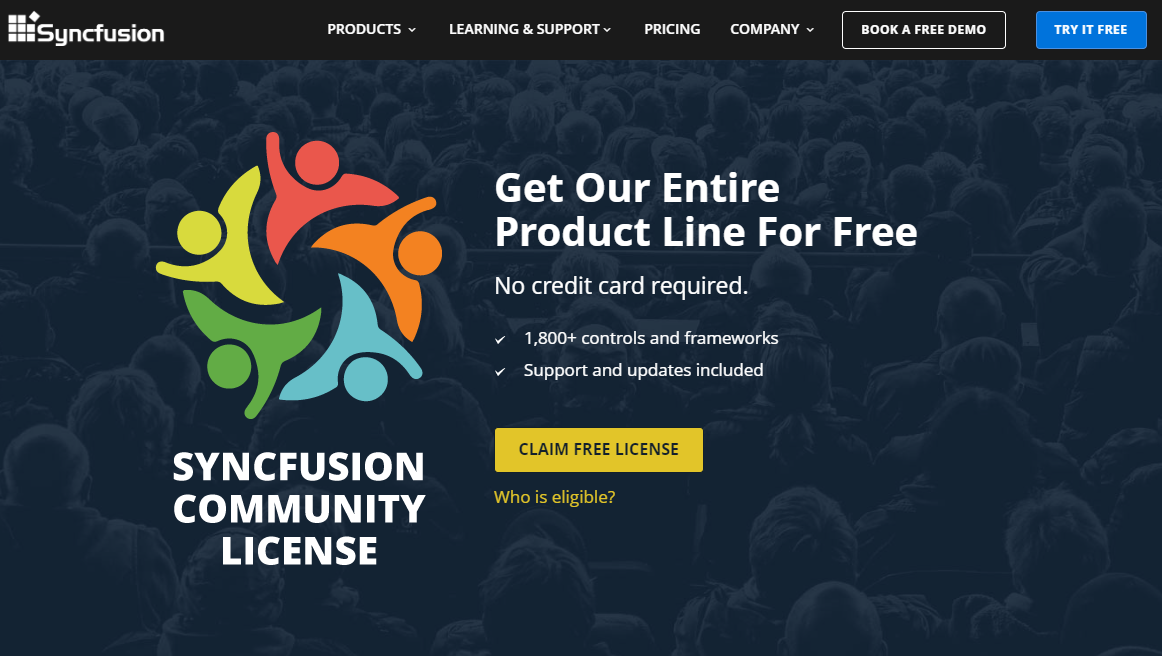 Syncfusion
PRODUCTS
LEARNING & SUPPORT
PRICING
COMPANY
BOOK A FREE DEMO
TRY IT FREE
SYNCFUSION
COMMUNITY
LICENSE
Get Our Entire
Product Line For Free
No credit card required.
1,800+ controls and frameworks
Support and updates included
CLAIM FREE LICENSE
Who is eligible?